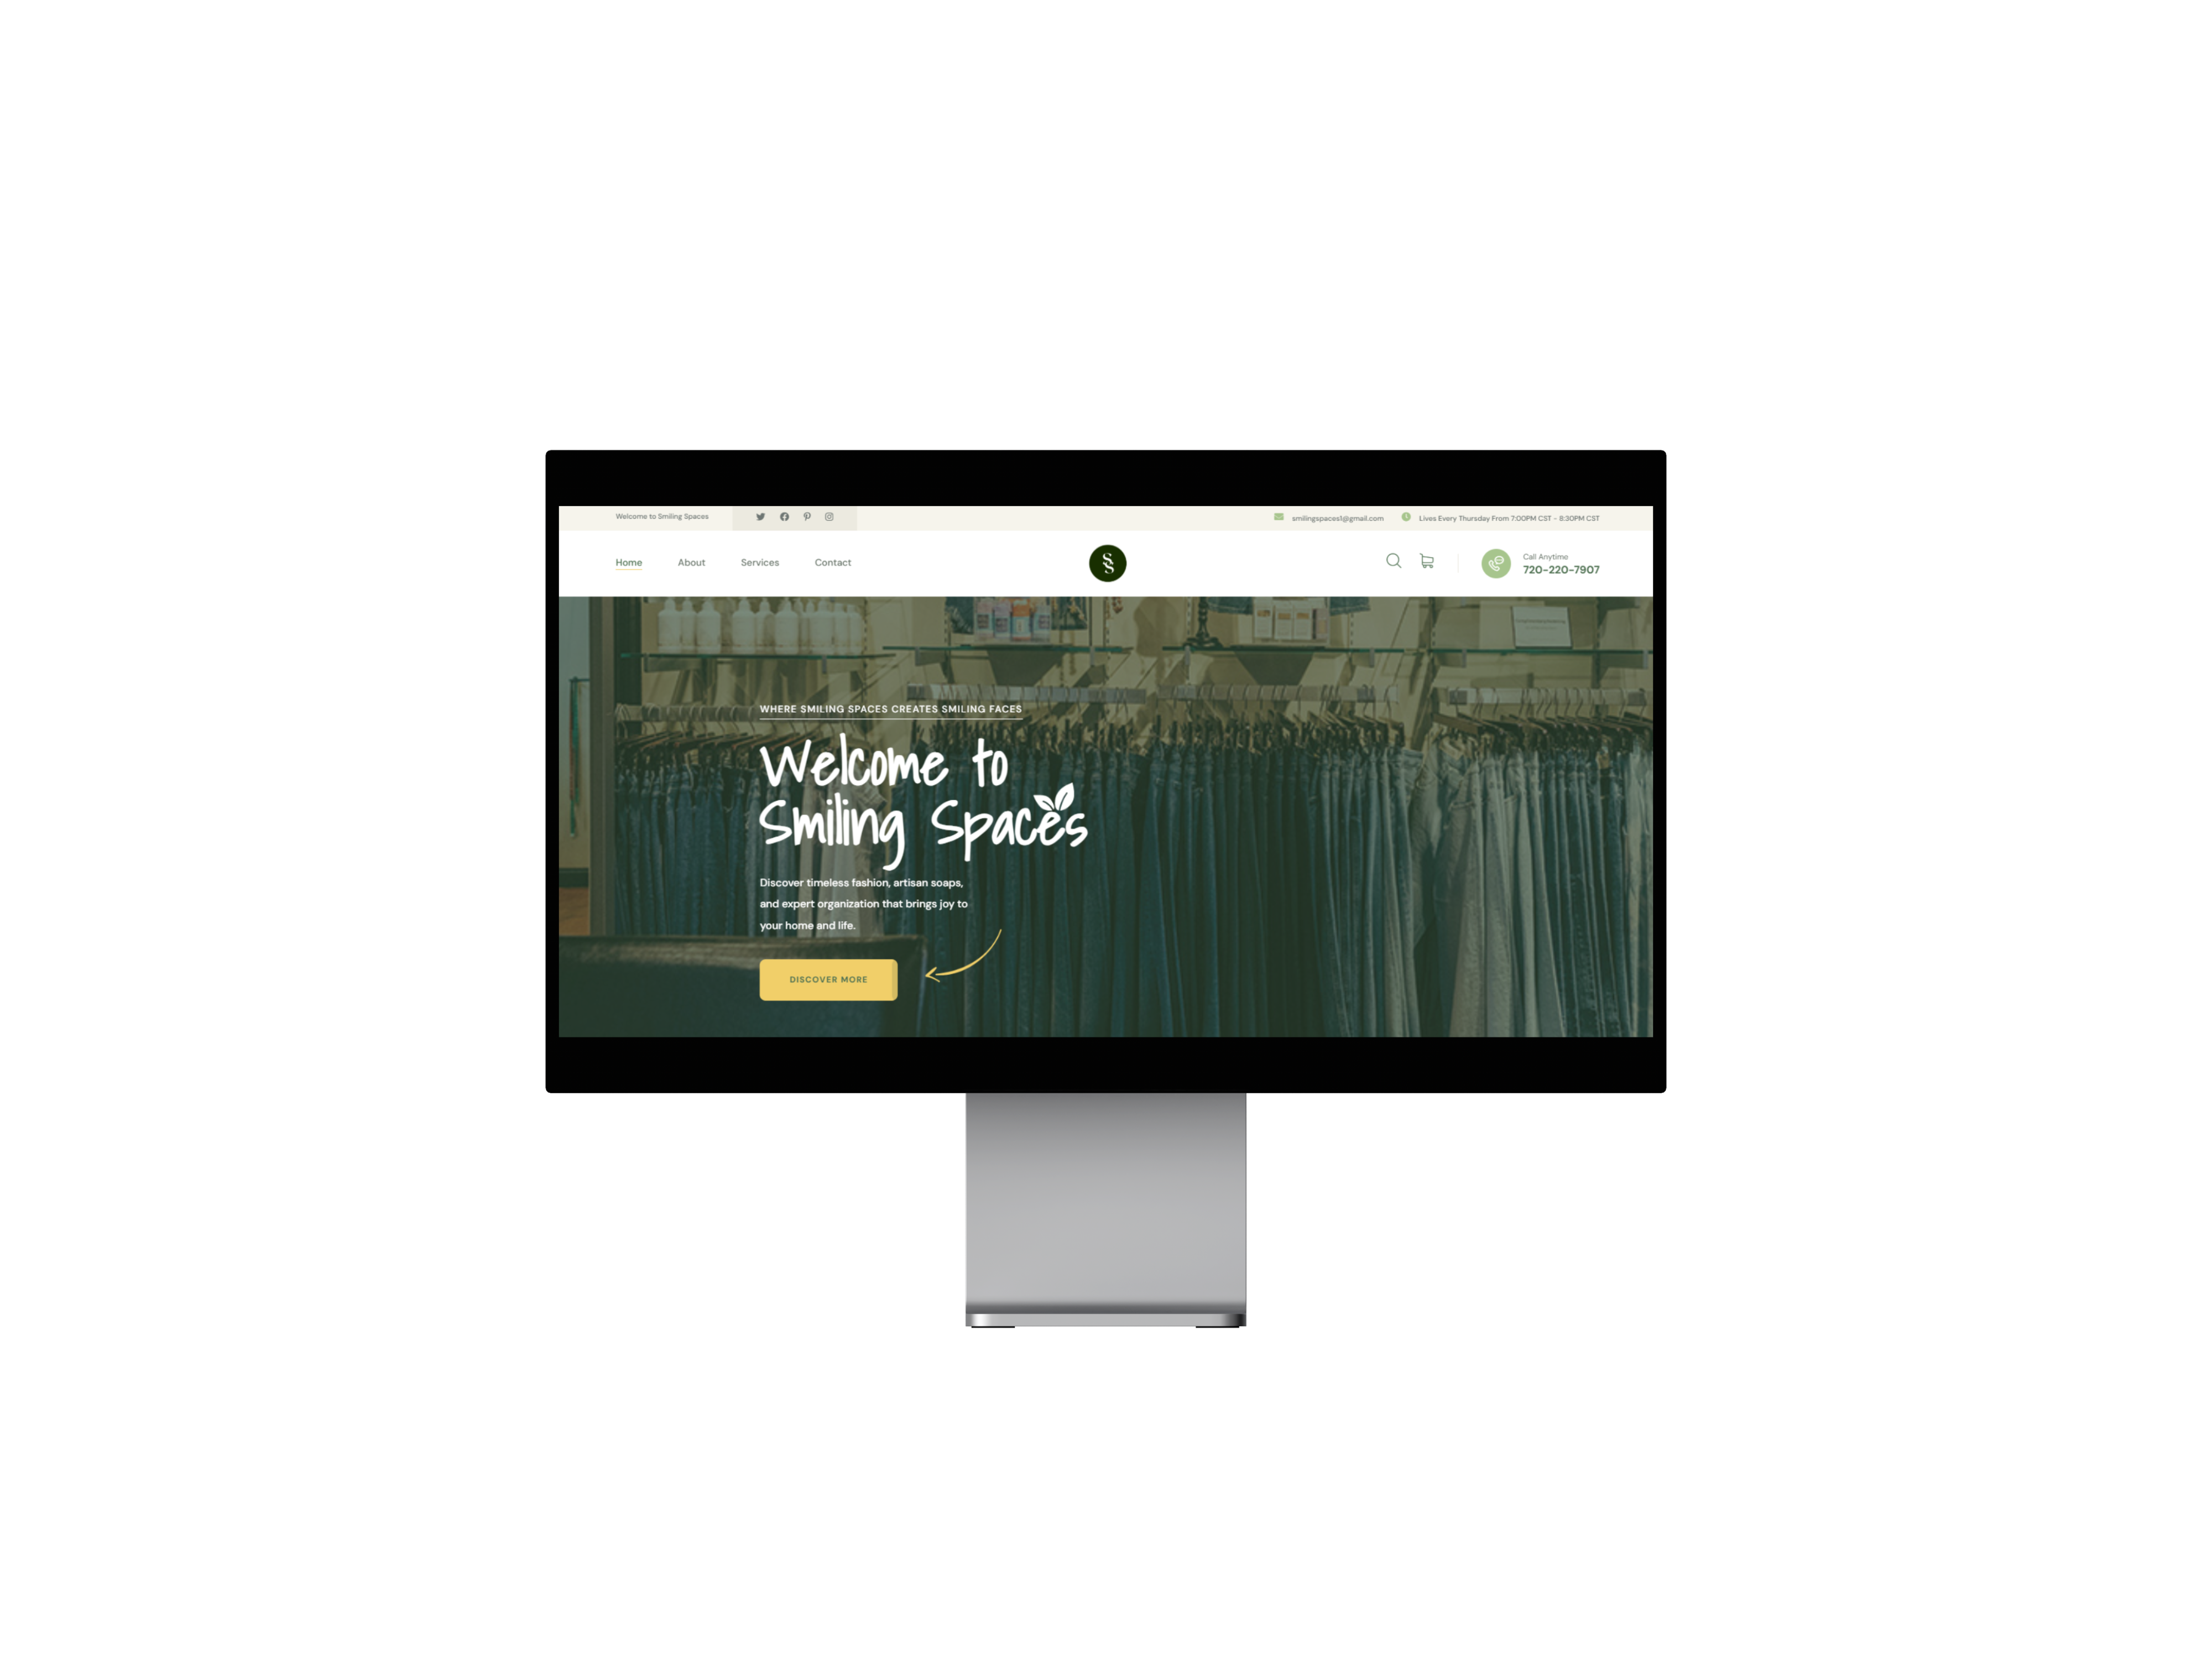 Welcome to Smiling Spaces
smilingspaces1@gmail.com
Lives Every Thursday From 7:00PM CST - 8:30PM CST
Home
About
Services
Contact
SS
Call Anytime
720-220-7907
WHERE SMILING SPACES CREATES SMILING FACES
Welcome to
Smiling Spaces
Discover timeless fashion, artisan soaps,
and expert organization that brings joy to
your home and life.
DISCOVER MORE